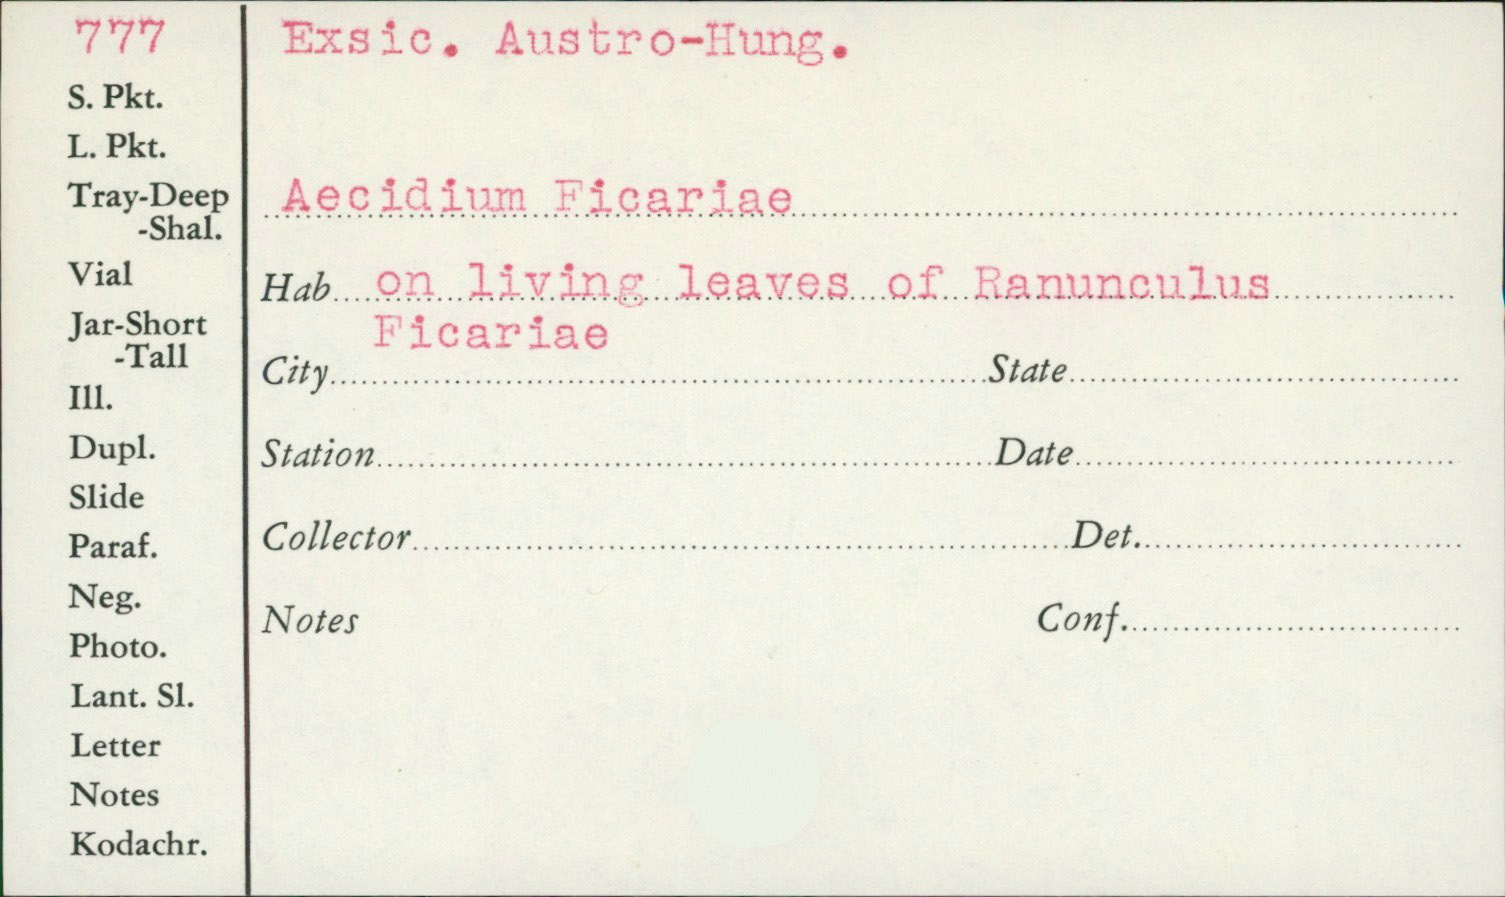 777
S. Pkt.
L. Pkt.
Tray-Deep
-Shal.
Vial
Jar-Short
-Tall
Ill.
Dupl.
Slide
Paraf.
Neg.
Photo.
Lant. Sl.
Letter
Notes
Kodachr.
Exsic. Austro-Hung.
Aecidium Ficariae
Hab on living leaves of Ranunculus
Ficariae
City State
Station Date
Collector Det.
Notes Conf.